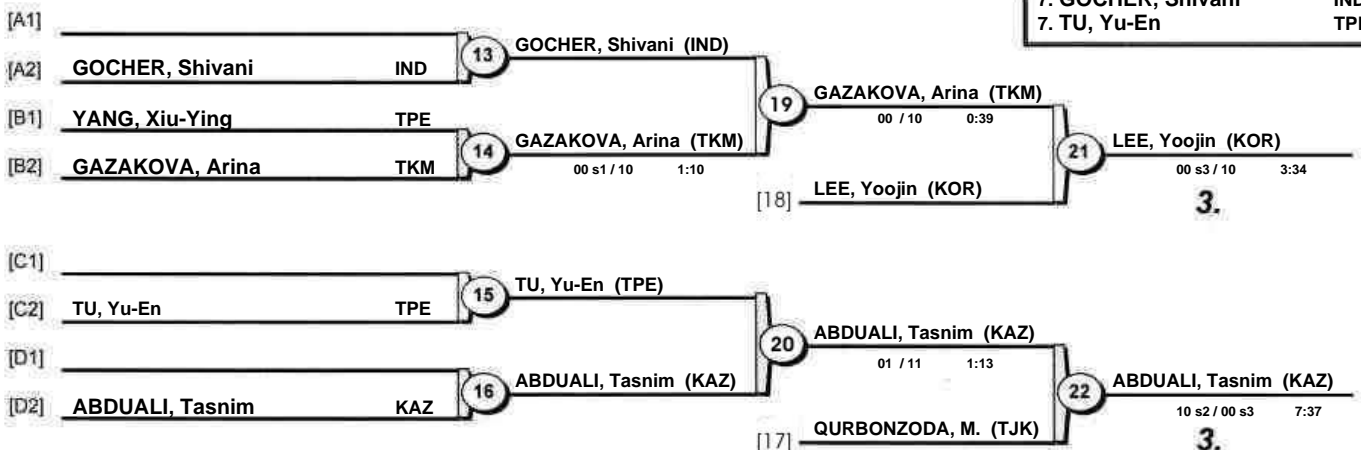 7. GOCHER, Shivani
7. TU, Yu-En
[A1]
[A2] GOCHER, Shivani IND
13
GOCHER, Shivani (IND)
[B1] YANG, Xiu-Ying TPE
[B2] GAZAKOVA, Arina TKM
14
GAZAKOVA, Arina (TKM)
00 s1 / 10 1:10
19
GAZAKOVA, Arina (TKM)
00 / 10 0:39
[18] LEE, Yoojin (KOR)
21
LEE, Yoojin (KOR)
00 s3 / 10 3:34
3.
[C1]
[C2] TU, Yu-En TPE
15
TU, Yu-En (TPE)
[D1]
[D2] ABDUALI, Tasnim KAZ
16
ABDUALI, Tasnim (KAZ)
20
ABDUALI, Tasnim (KAZ)
01 / 11 1:13
[17] QURBONZODA, M. (TJK)
22
ABDUALI, Tasnim (KAZ)
10 s2 / 00 s3 7:37
3.